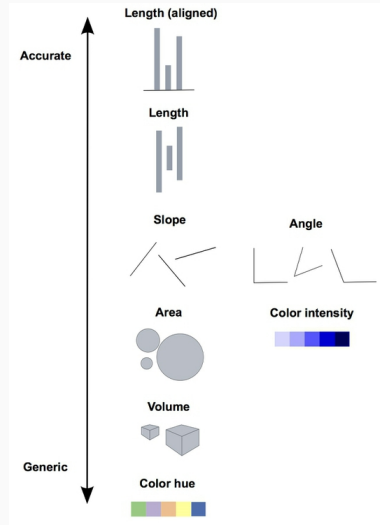 Length (aligned)
Accurate
Length
Slope
Angle
Area
Color intensity
Volume
Generic
Color hue